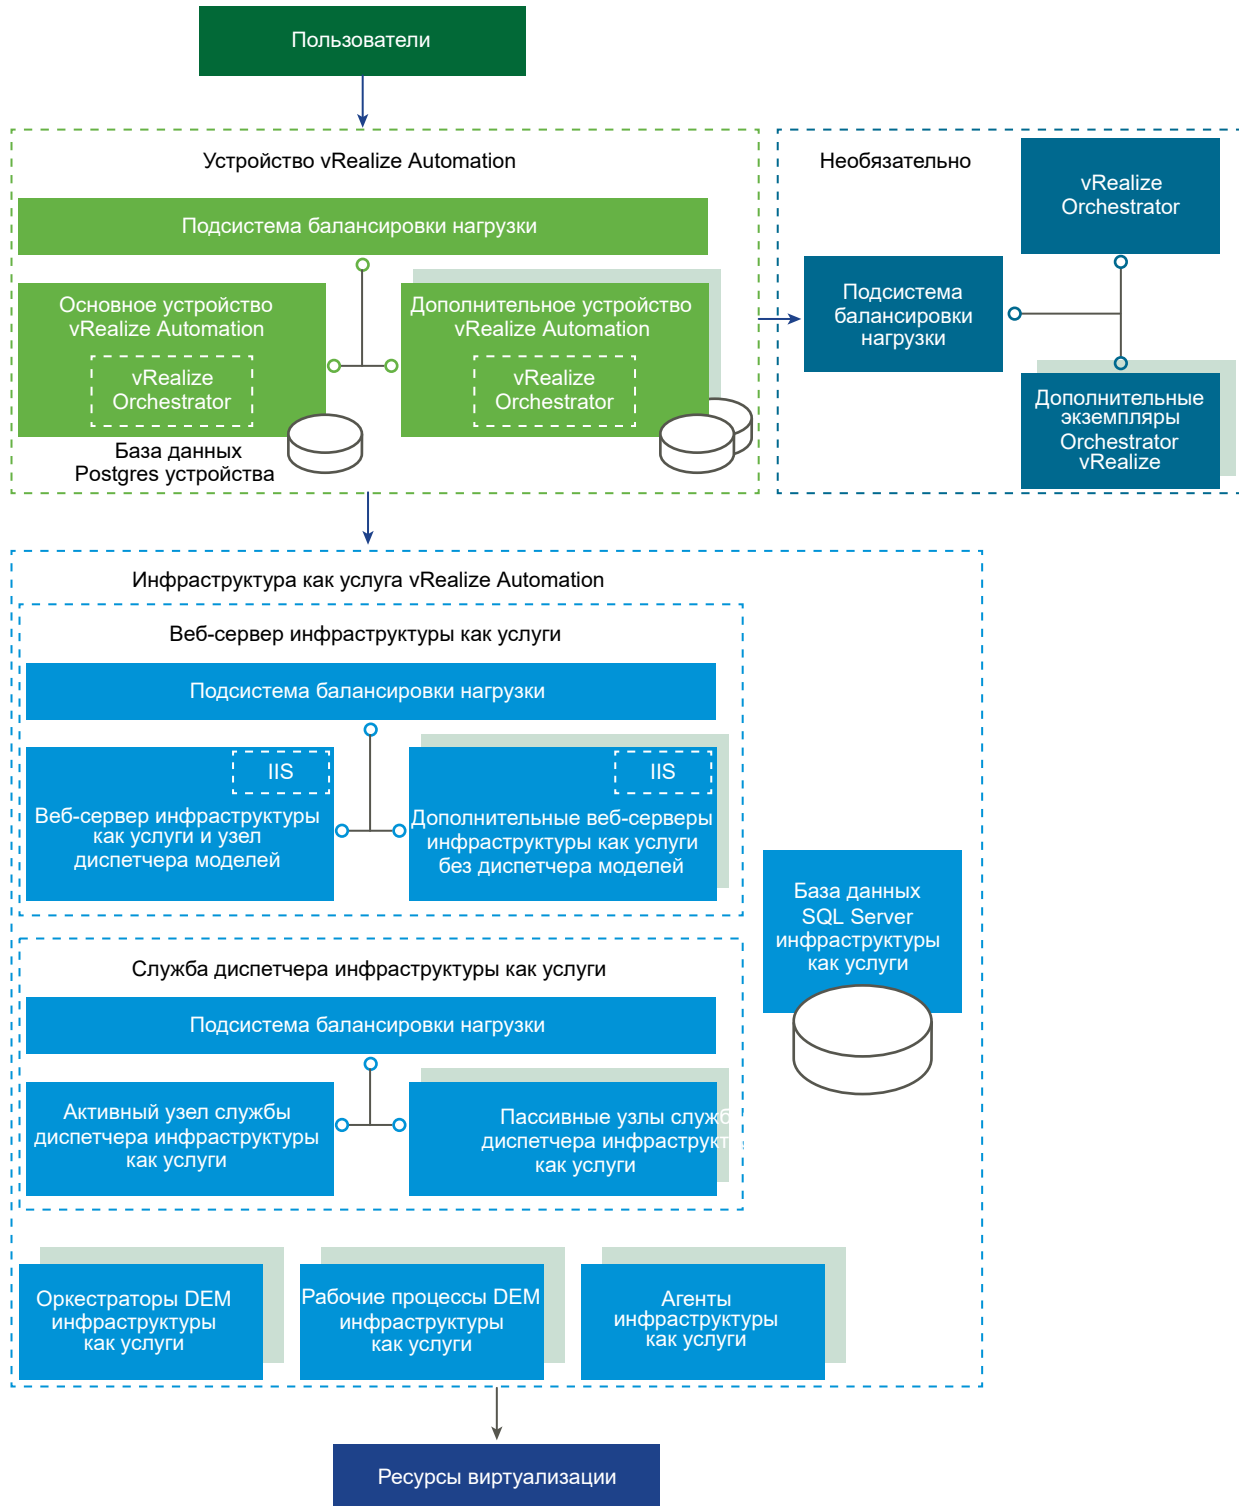 Пользователи
Устройство vRealize Automation
Подсистема балансировки нагрузки
Основное устройство
vRealize Automation
vRealize
Orchestrator
База данных
Postgres устройства
Дополнительное устройство
vRealize Automation
vRealize
Orchestrator
Необязательно
vRealize
Orchestrator
Подсистема
балансировки
нагрузки
Дополнительные
экземпляры
Orchestrator
vRealize
Инфраструктура как услуга vRealize Automation
Веб-сервер инфраструктуры как услуги
Подсистема балансировки нагрузки
IIS
Веб-сервер инфраструктуры
как услуги и узел
диспетчера моделей
IIS
Дополнительные веб-серверы
инфраструктуры как услуги
без диспетчера моделей
База данных
SQL Server
инфраструктуры
как услуги
Служба диспетчера инфраструктуры как услуги
Подсистема балансировки нагрузки
Активный узел службы
диспетчера инфраструктуры
как услуги
Пассивные узлы служб
диспетчера инфраструкт
как услуги
Оркестраторы DEM
инфраструктуры
как услуги
Рабочие процессы DEM
инфраструктуры
как услуги
Агенты
инфраструктуры
как услуги
Ресурсы виртуализации